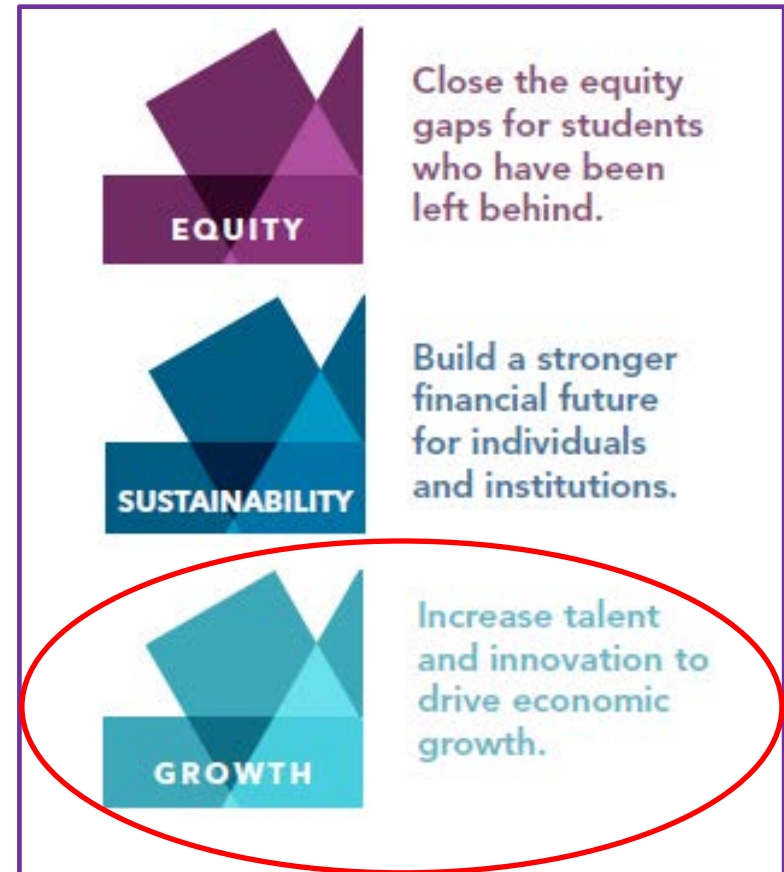 EQUITY
Close the equity
gaps for students
who have been
left behind.
SUSTAINABILITY
Build a stronger
financial future
for individuals
and institutions.
GROWTH
Increase talent
and innovation to
drive economic
growth.